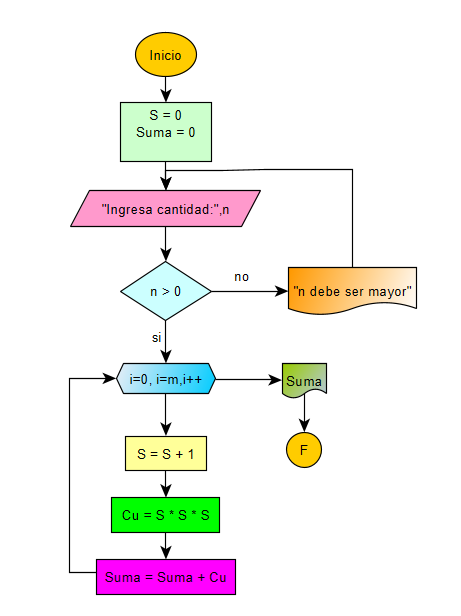 Inicio
S = 0
Suma = 0
"Ingresa cantidad:",n
n > 0
no
"n debe ser mayor"
si
i=0, i=m,i++
Suma
S = S + 1
F
Cu = S * S * S
Suma = Suma + Cu